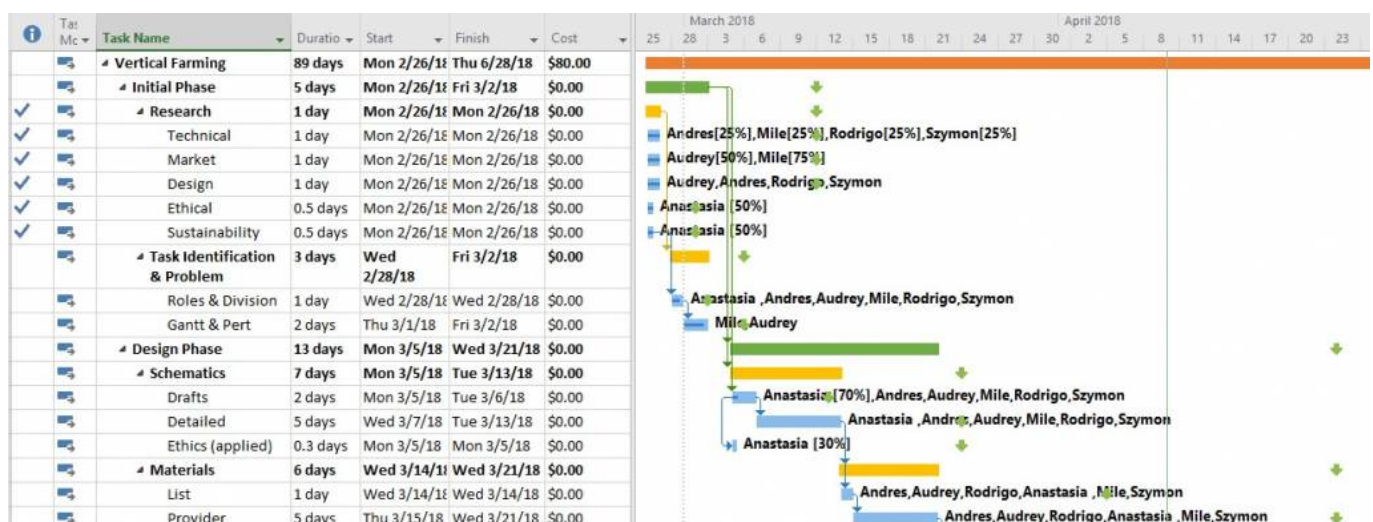 March 2018 April 2018
Task Name Duratio Start Finish Cost 25 28 3 6 9 12 15 18 21 24 27 30 2 5 8 11 14 17 20 23
Vertical Farming 89 days Mon 2/26/18 Thu 6/28/18 $80.00
Initial Phase 5 days Mon 2/26/18 Fri 3/2/18 $0.00
Research 1 day Mon 2/26/18 Mon 2/26/18 $0.00
Technical 1 day Mon 2/26/18 Mon 2/26/18 $0.00 Andres[25%],Mile[25%],Rodrigo[25%],Szymon[25%]
Market 1 day Mon 2/26/18 Mon 2/26/18 $0.00 Audrey[50%],Mile[75%]
Design 1 day Mon 2/26/18 Mon 2/26/18 $0.00 Audrey,Andres,Rodrigo,Szymon
Ethical 0.5 days Mon 2/26/18 Mon 2/26/18 $0.00 Anastasia [50%]
Sustainability 0.5 days Mon 2/26/18 Mon 2/26/18 $0.00 Anastasia [50%]
Task Identification 3 days Wed Fri 3/2/18 $0.00
& Problem 2/28/18
Roles & Division 1 day Wed 2/28/18 Wed 2/28/18 $0.00 Anastasia ,Andres,Audrey,Mile,Rodrigo,Szymon
Gantt & Pert 2 days Thu 3/1/18 Fri 3/2/18 $0.00 Mile,Audrey
Design Phase 13 days Mon 3/5/18 Wed 3/21/18 $0.00
Schematics 7 days Mon 3/5/18 Tue 3/13/18 $0.00
Drafts 2 days Mon 3/5/18 Tue 3/6/18 $0.00 Anastasia [70%],Andres,Audrey,Mile,Rodrigo,Szymon
Detailed 5 days Wed 3/7/18 Tue 3/13/18 $0.00 Anastasia ,Andres,Audrey,Mile,Rodrigo,Szymon
Ethics (applied) 0.3 days Mon 3/5/18 Mon 3/5/18 $0.00 Anastasia [30%]
Materials 6 days Wed 3/14/18 Wed 3/21/18 $0.00
List 1 day Wed 3/14/18 Wed 3/14/18 $0.00 Andres,Audrey,Rodrigo,Anastasia ,Mile,Szymon
Provider 5 days Thu 3/15/18 Wed 3/21/18 $0.00 Andres,Audrey,Rodrigo,Anastasia ,Mile,Szymon